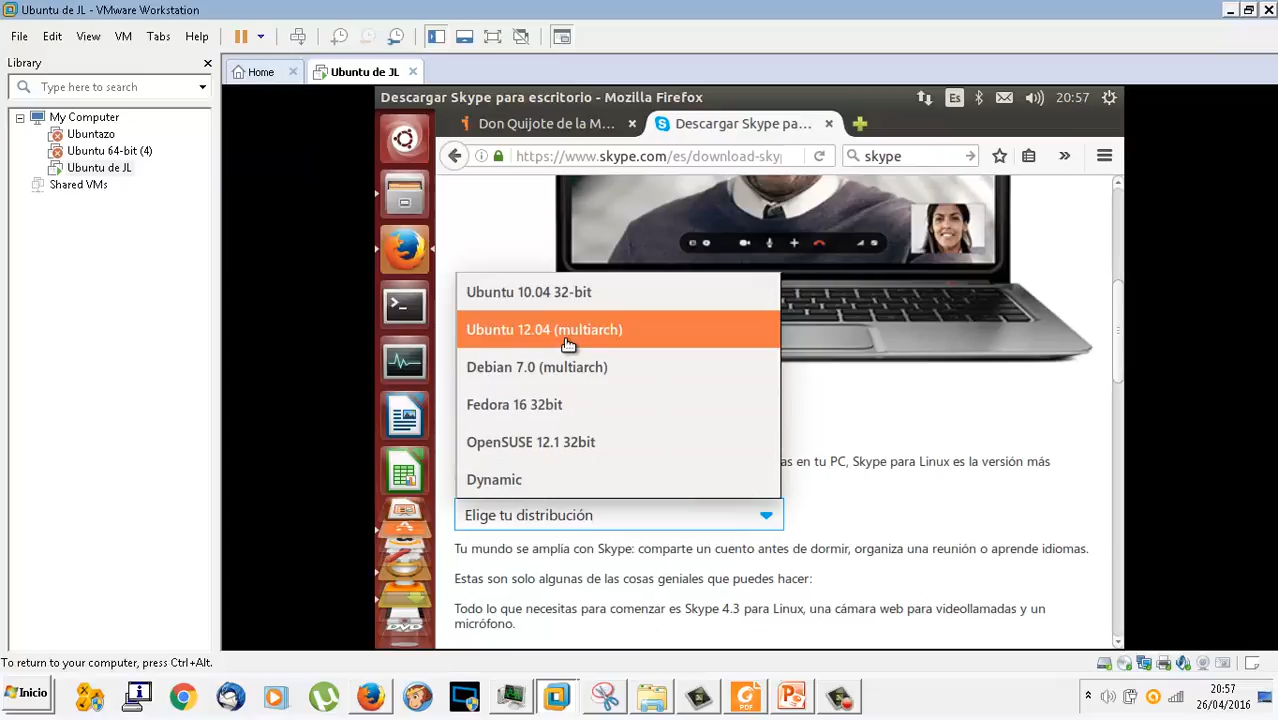 Ubuntu de JL - VMware Workstation
File Edit View VM Tabs Help
Library
Type here to search
My Computer
Ubuntazo
Ubuntu 64-bit (4)
Ubuntu de JL
Shared VMs
Home
Ubuntu de JL
Descargar Skype para escritorio - Mozilla Firefox
Es
20:57
Don Quijote de la M...
Descargar Skype pa...
https://www.skype.com/es/download-sky
skype
Ubuntu 10.04 32-bit
Ubuntu 12.04 (multiarch)
Debian 7.0 (multiarch)
Fedora 16 32bit
OpenSUSE 12.1 32bit
Dynamic
as en tu PC, Skype para Linux es la versión más
Elige tu distribución
Tu mundo se amplía con Skype: comparte un cuento antes de dormir, organiza una reunión o aprende idiomas.
Estas son solo algunas de las cosas geniales que puedes hacer:
Todo lo que necesitas para comenzar es Skype 4.3 para Linux, una cámara web para videollamadas y un
micrófono.
To return to your computer, press Ctrl+Alt.
Inicio
PDF
20:57
26/04/2016